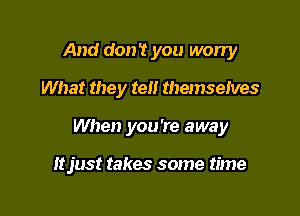 And don't you worry
What they tell themselves
When you're away
It just takes some time